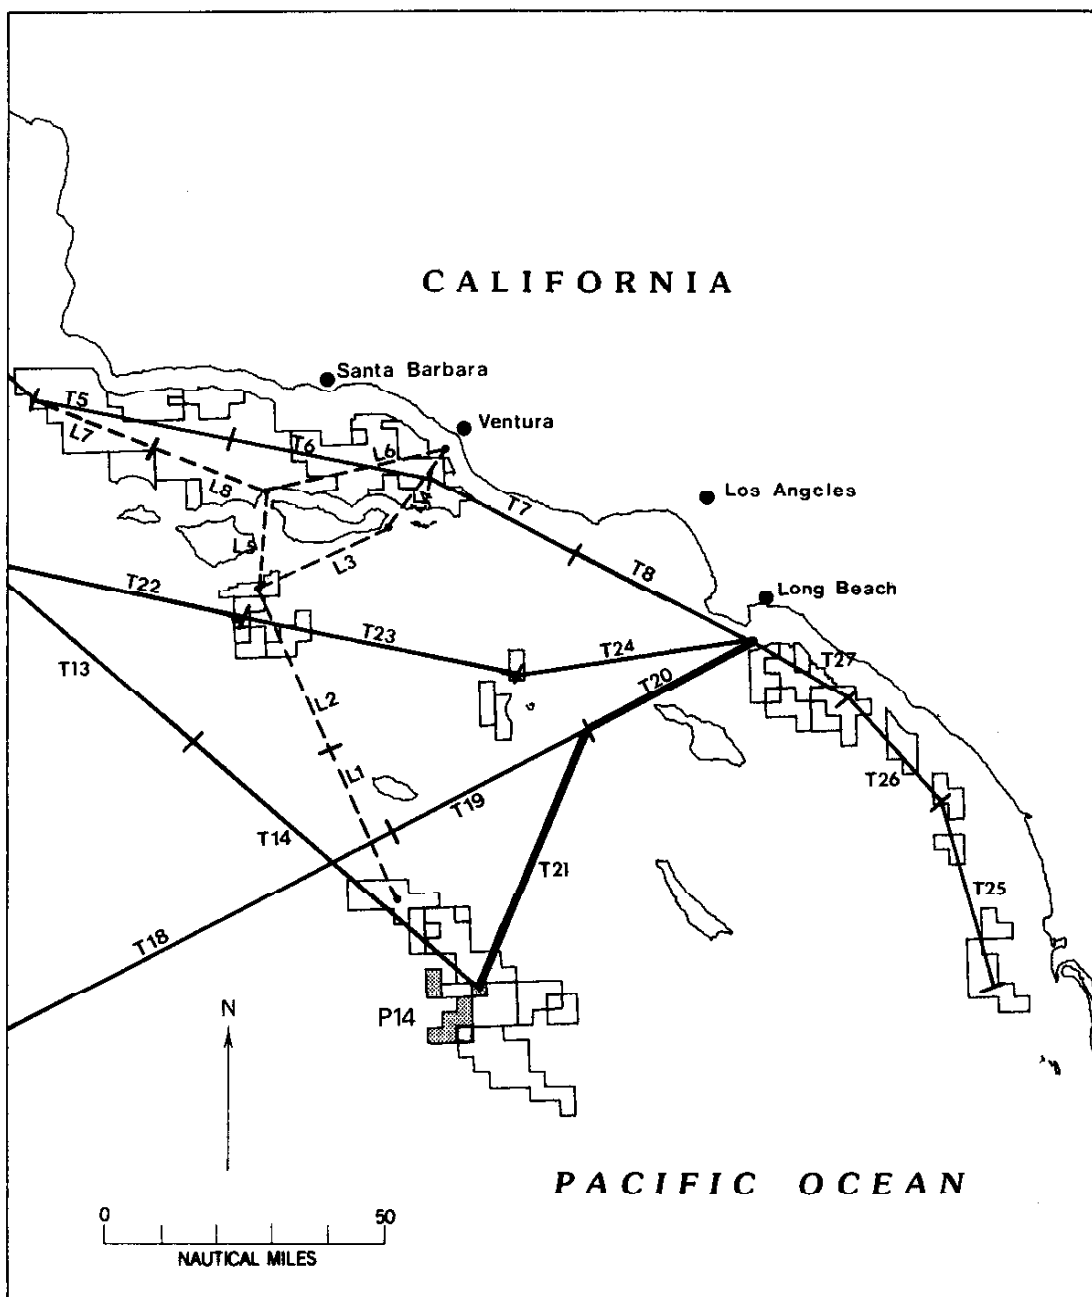 CALIFORNIA
Santa Barbara
T5
Ventura
L7
T6
L6
L8
L4
T7
Los Angeles
L5
L3
T8
T22
Long Beach
T23
T24
T27
T13
T20
L2
L1
T26
T19
T14
T21
T25
T18
N
P14
PACIFIC OCEAN
0 50
NAUTICAL MILES